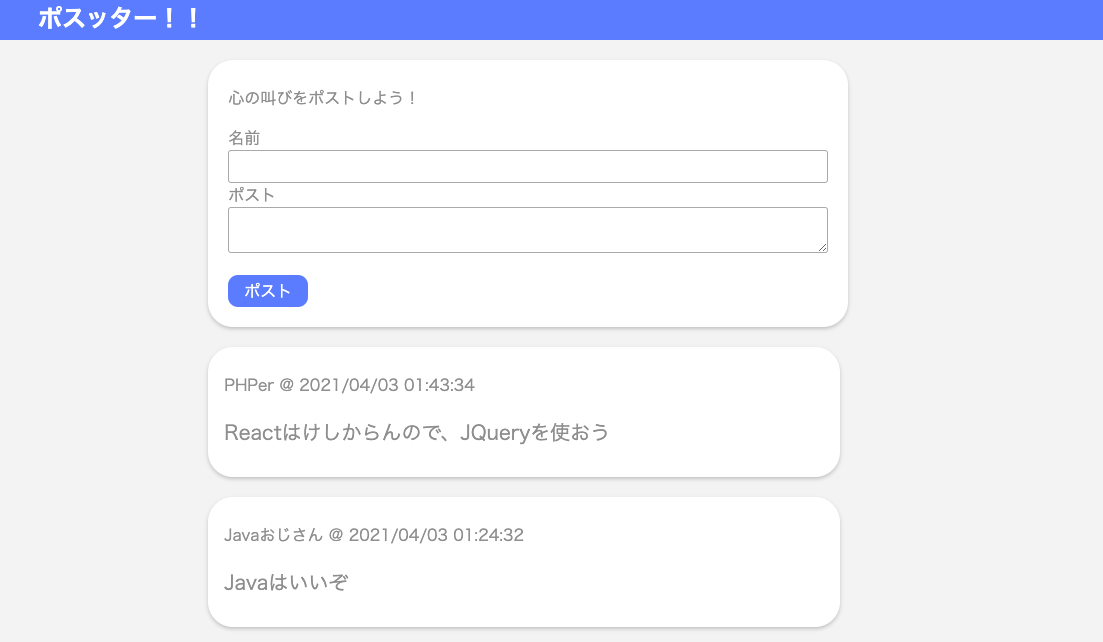 ポスッター！！
心の叫びをポストしよう！
名前
ポスト
ポスト
PHPer @ 2021/04/03 01:43:34
Reactはけしからんので、JQueryを使おう
Javaおじさん @ 2021/04/03 01:24:32
Javaはいいぞ